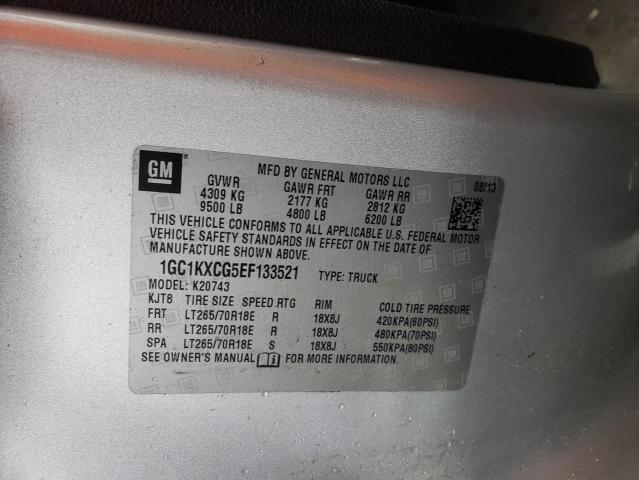 GM
MFD BY GENERAL MOTORS LLC
08/13
GVWR GAWR FRT GAWR RR
4309 KG 2177 KG 2812 KG
9500 LB 4800 LB 6200 LB
THIS VEHICLE CONFORMS TO ALL APPLICABLE U.S. FEDERAL MOTOR
VEHICLE SAFETY STANDARDS IN EFFECT ON THE DATE OF
MANUFACTURE SHOWN ABOVE.
1GC1KXCG5EF133521 TYPE: TRUCK
MODEL: K20743
KJT8 TIRE SIZE SPEED RTG RIM COLD TIRE PRESSURE
FRT LT265/70R18E R 18X8J 420KPA(60PSI)
RR LT265/70R18E R 18X8J 480KPA(70PSI)
SPA LT265/70R18E S 18X8J 550KPA(80PSI)
SEE OWNER'S MANUAL FOR MORE INFORMATION.